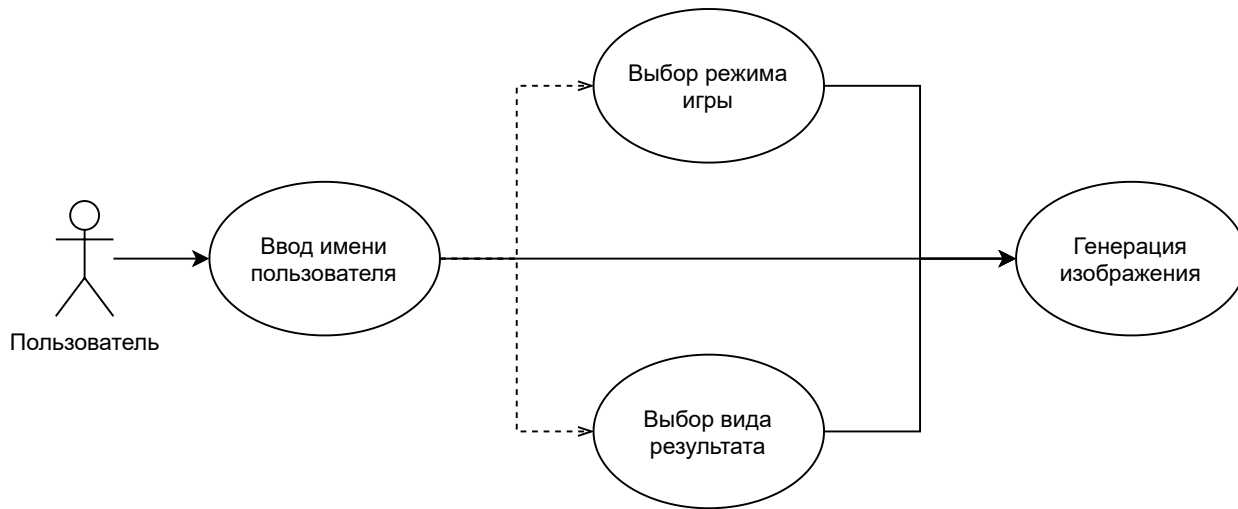 Выбор режима
игры
Ввод имени
пользователя
Генерация
изображения
Пользователь
Выбор вида
результата